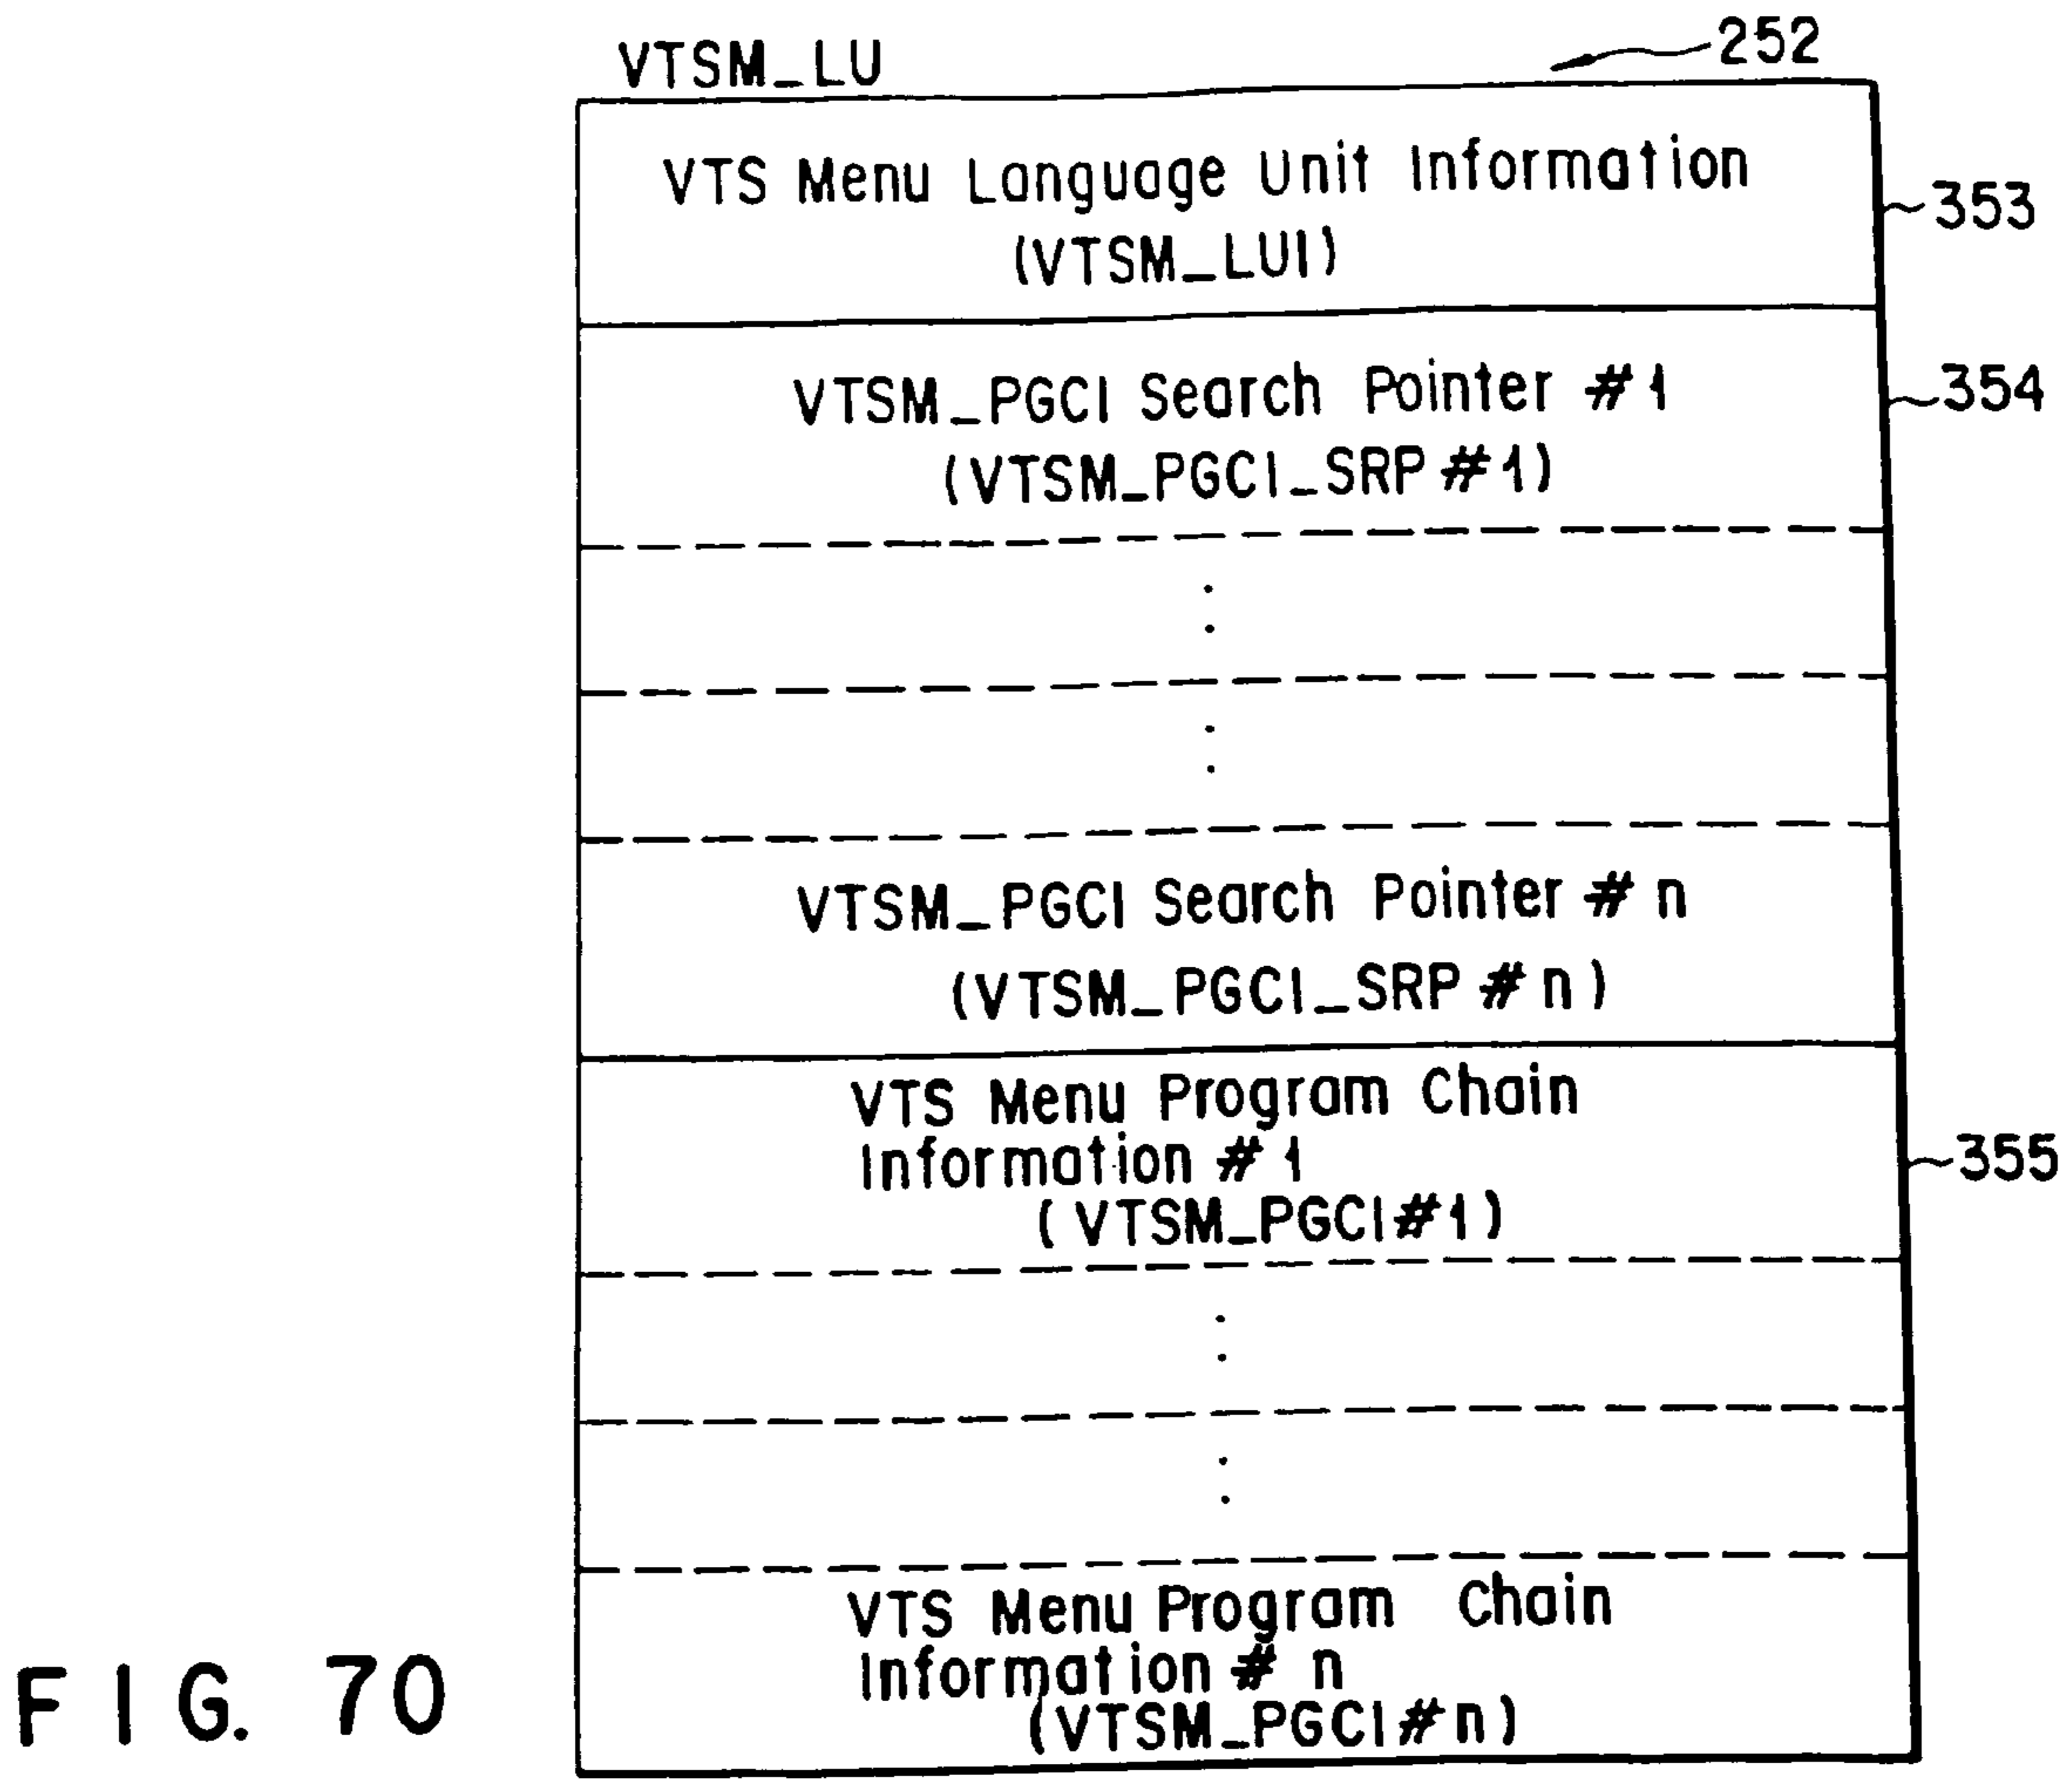 VTSM_LU
252
VTS Menu Language Unit Information
(VTSM_LUI)
353
VTSM_PGCI Search Pointer #1
(VTSM_PGCI_SRP #1)
354
VTSM_PGCI Search Pointer # n
(VTSM_PGCI_SRP # n)
VTS Menu Program Chain
Information #1
(VTSM_PGCI#1)
355
VTS Menu Program Chain
Information # n
(VTSM_PGCI# n)
FIG. 70